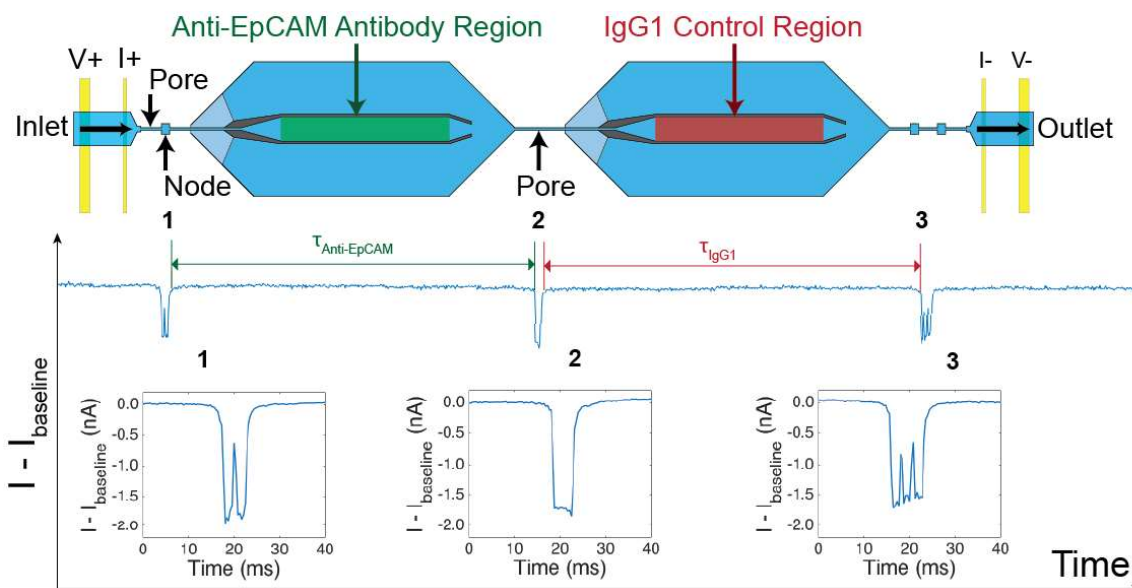 Anti-EpCAM Antibody Region
IgG1 Control Region
V+
I+
Pore
I-
V-
Inlet
Outlet
Node
Pore
1
2
3
τAnti-EpCAM
τIgG1
1
2
3
I - Ibaseline
I - Ibaseline (nA)
0.0
-0.5
-1.0
-1.5
-2.0
0
10
20
30
40
Time (ms)
I - Ibaseline (nA)
0.0
-0.5
-1.0
-1.5
-2.0
0
10
20
30
40
Time (ms)
I - Ibaseline (nA)
0.0
-0.5
-1.0
-1.5
-2.0
0
10
20
30
40
Time (ms)
Time